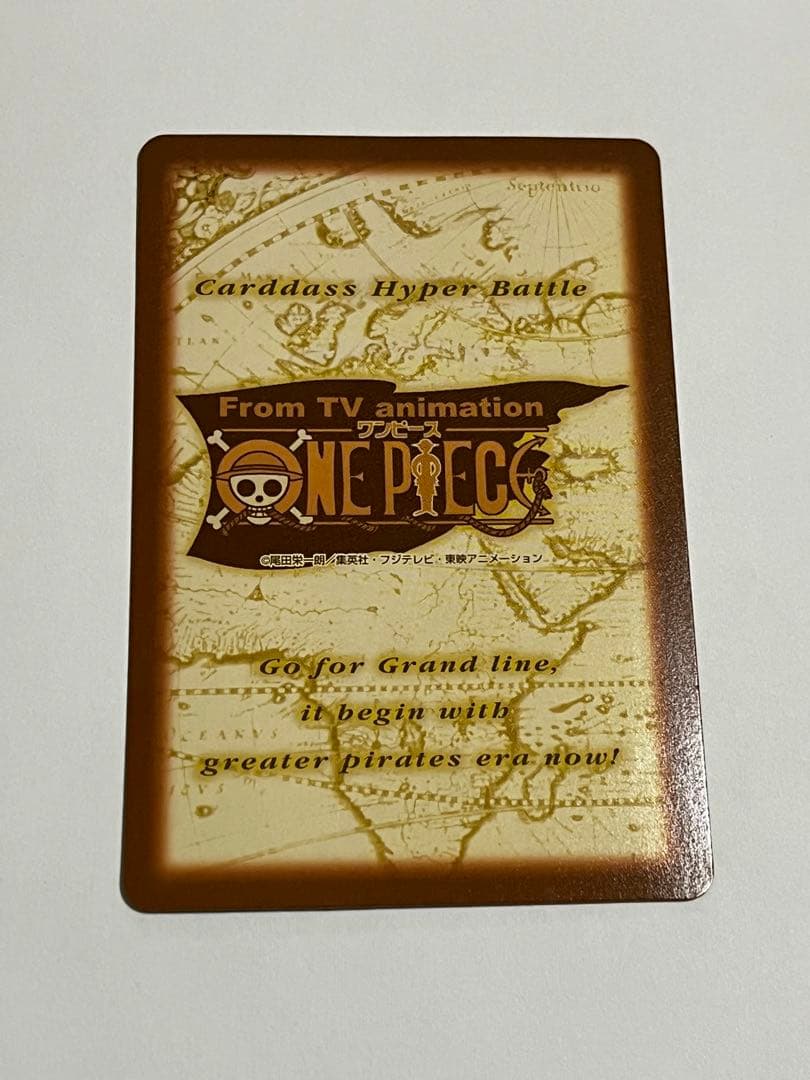 Septentrio
Carddass Hyper Battle
From TV animation
ワンピース
ONE PIECE
©尾田栄一朗／集英社・フジテレビ・東映アニメーション
Go for Grand line,
it begin with
OCEANVS
greater pirates era now!